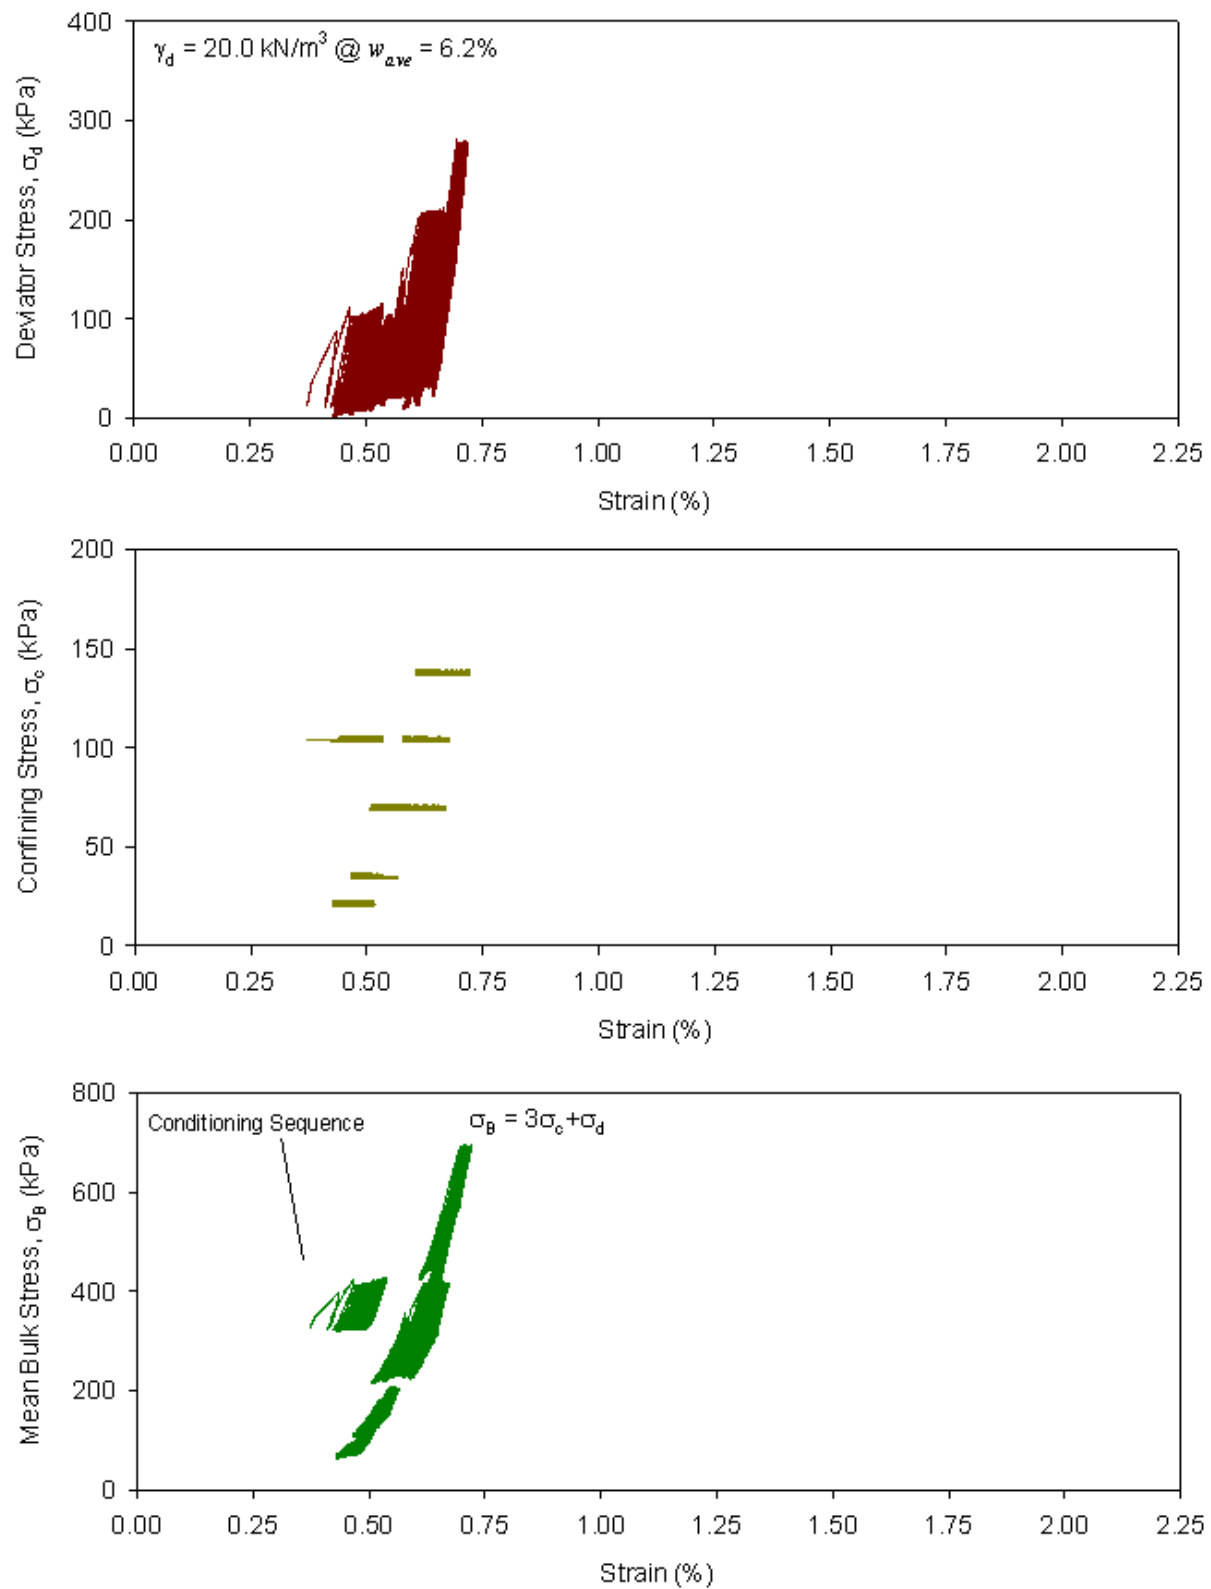 400
γd = 20.0 kN/m³ @ wave = 6.2%
300
200
100
0
Deviator Stress, σd (kPa)
0.00 0.25 0.50 0.75 1.00 1.25 1.50 1.75 2.00 2.25
Strain (%)
200
150
100
50
0
Confining Stress, σc (kPa)
0.00 0.25 0.50 0.75 1.00 1.25 1.50 1.75 2.00 2.25
Strain (%)
800
Conditioning Sequence
σB = 3σc+σd
600
400
200
0
Mean Bulk Stress, σB (kPa)
0.00 0.25 0.50 0.75 1.00 1.25 1.50 1.75 2.00 2.25
Strain (%)